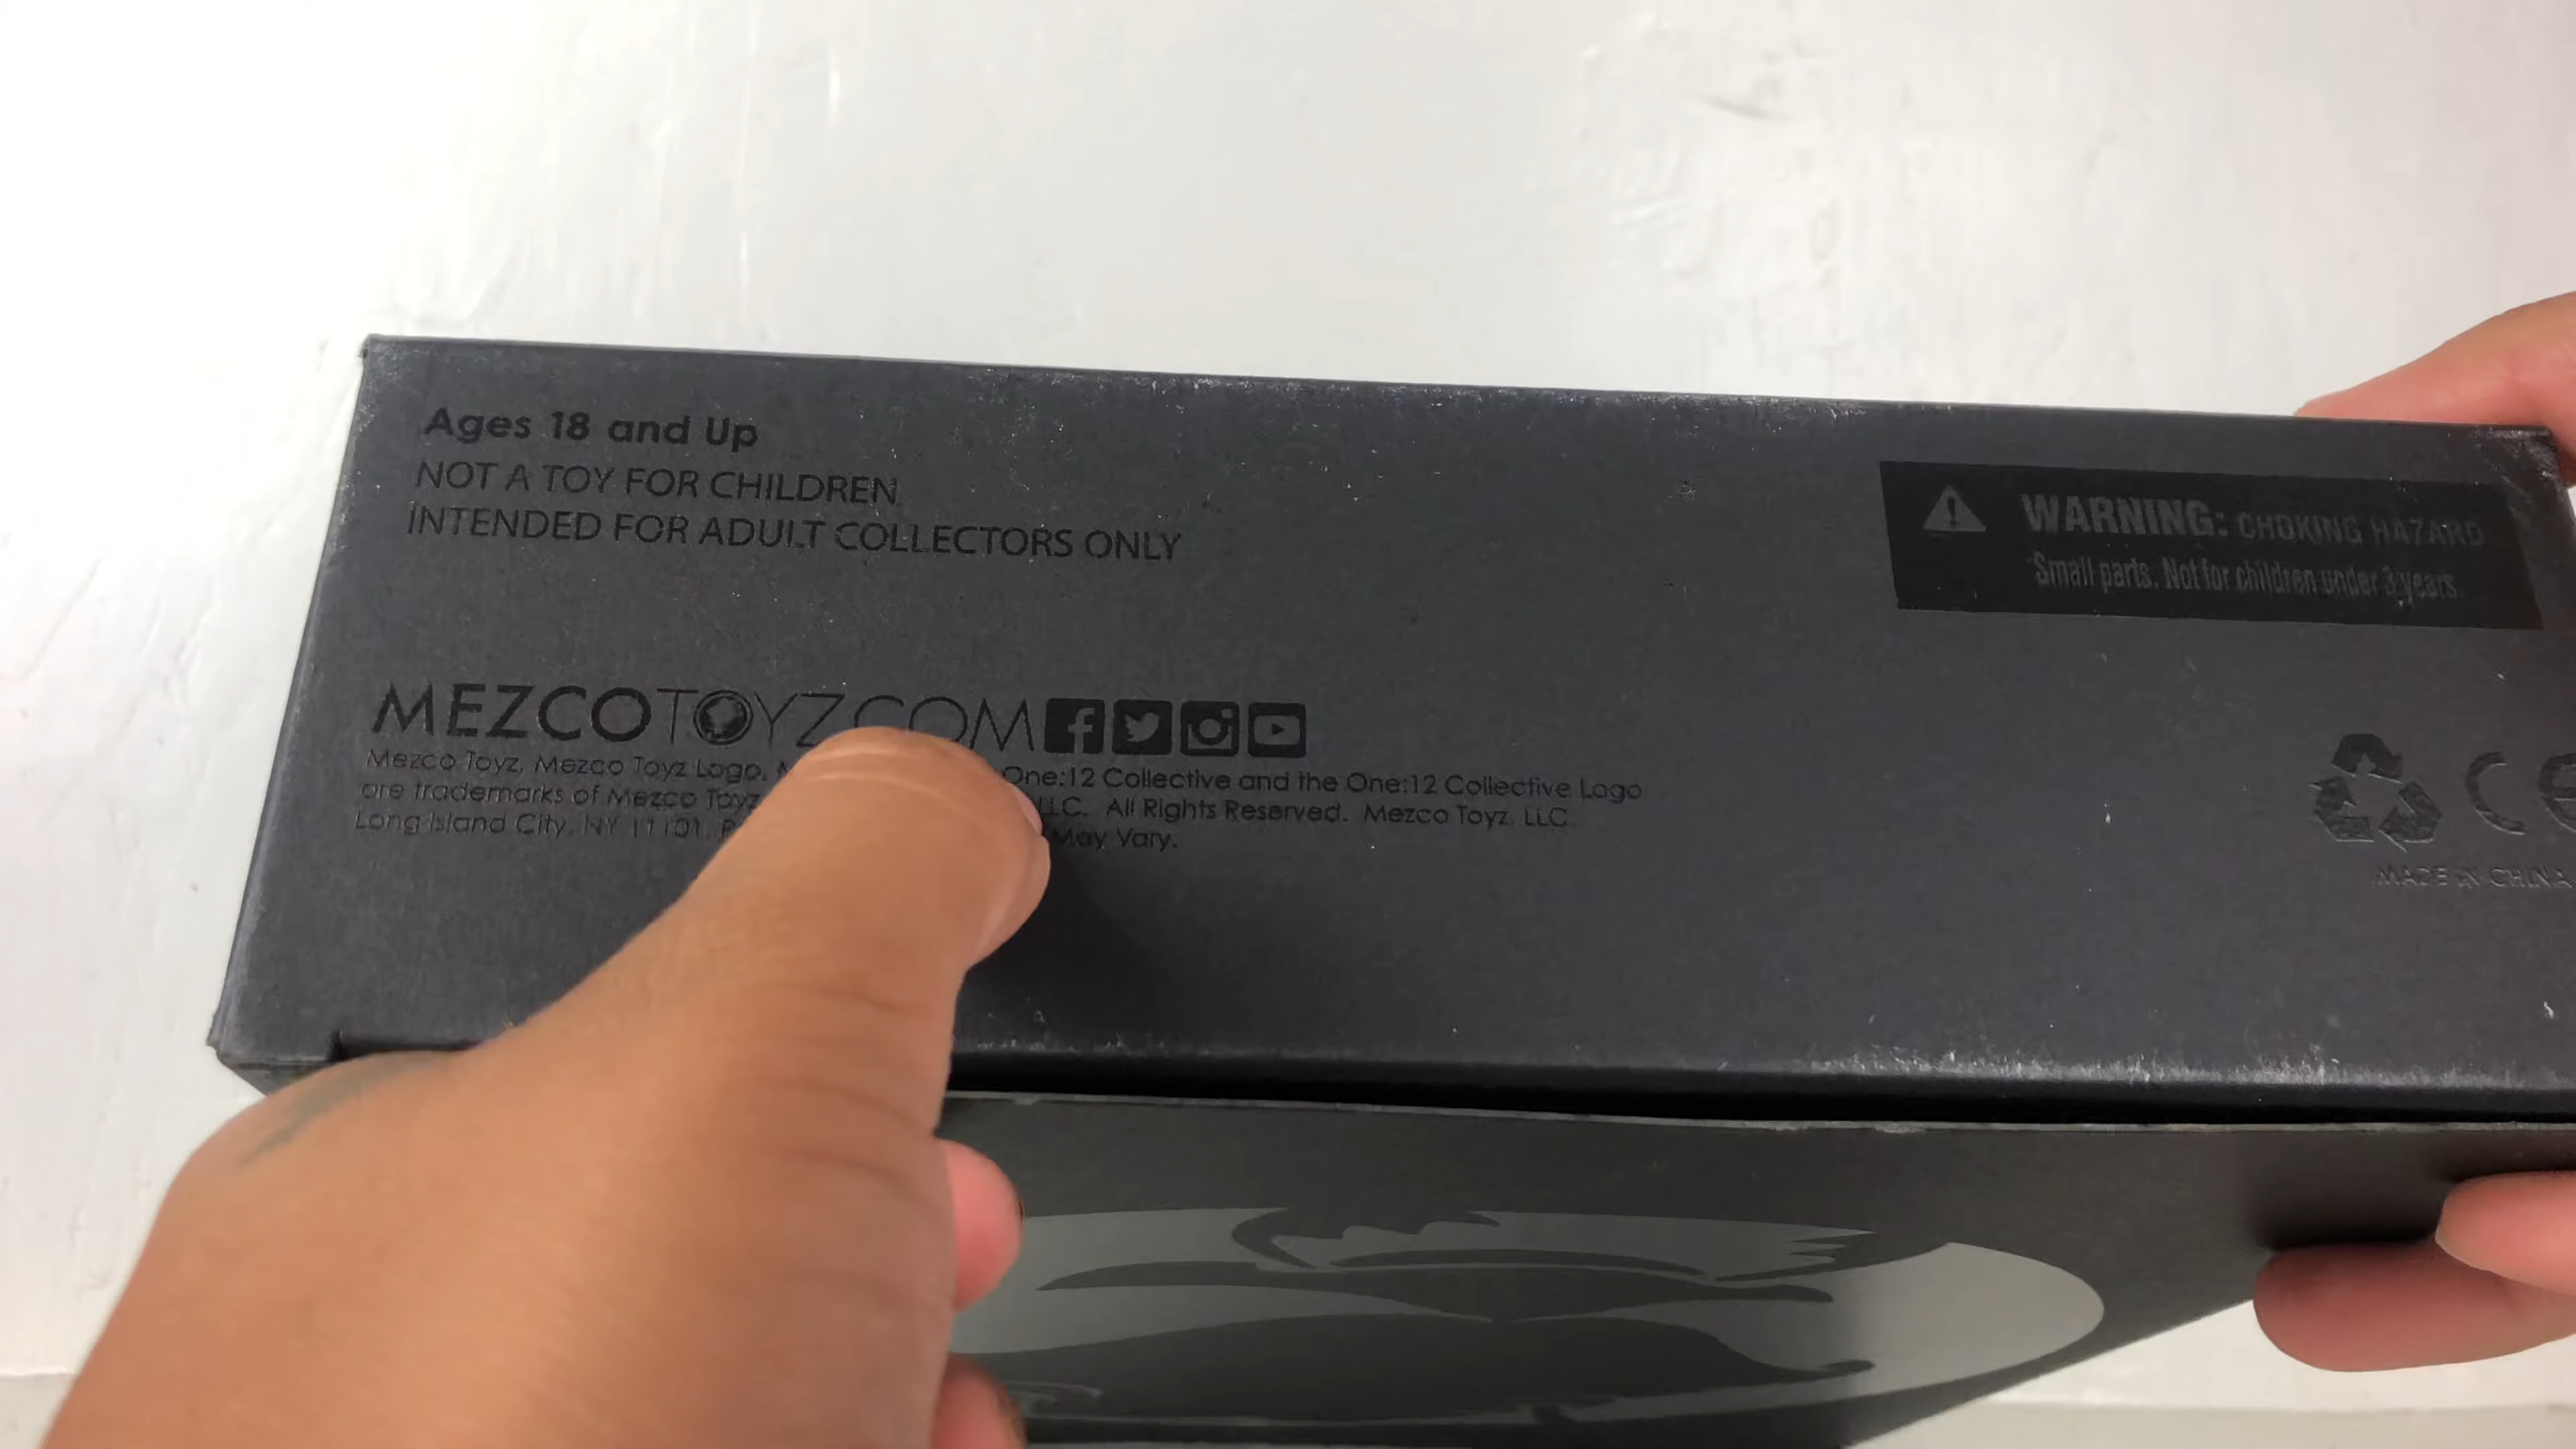 Ages 18 and Up
NOT A TOY FOR CHILDREN.
INTENDED FOR ADULT COLLECTORS ONLY
WARNING: CHOKING HAZARD
Small parts. Not for children under 3 years.
MEZCOTOYZ.COM
Mezco Toyz, Mezco Toyz Logo, One:12 Collective and the One:12 Collective Logo
are trademarks of Mezco Toyz LLC. All Rights Reserved. Mezco Toyz, LLC.
Long Island City, NY 11101. May Vary.
CE
MADE IN CHINA